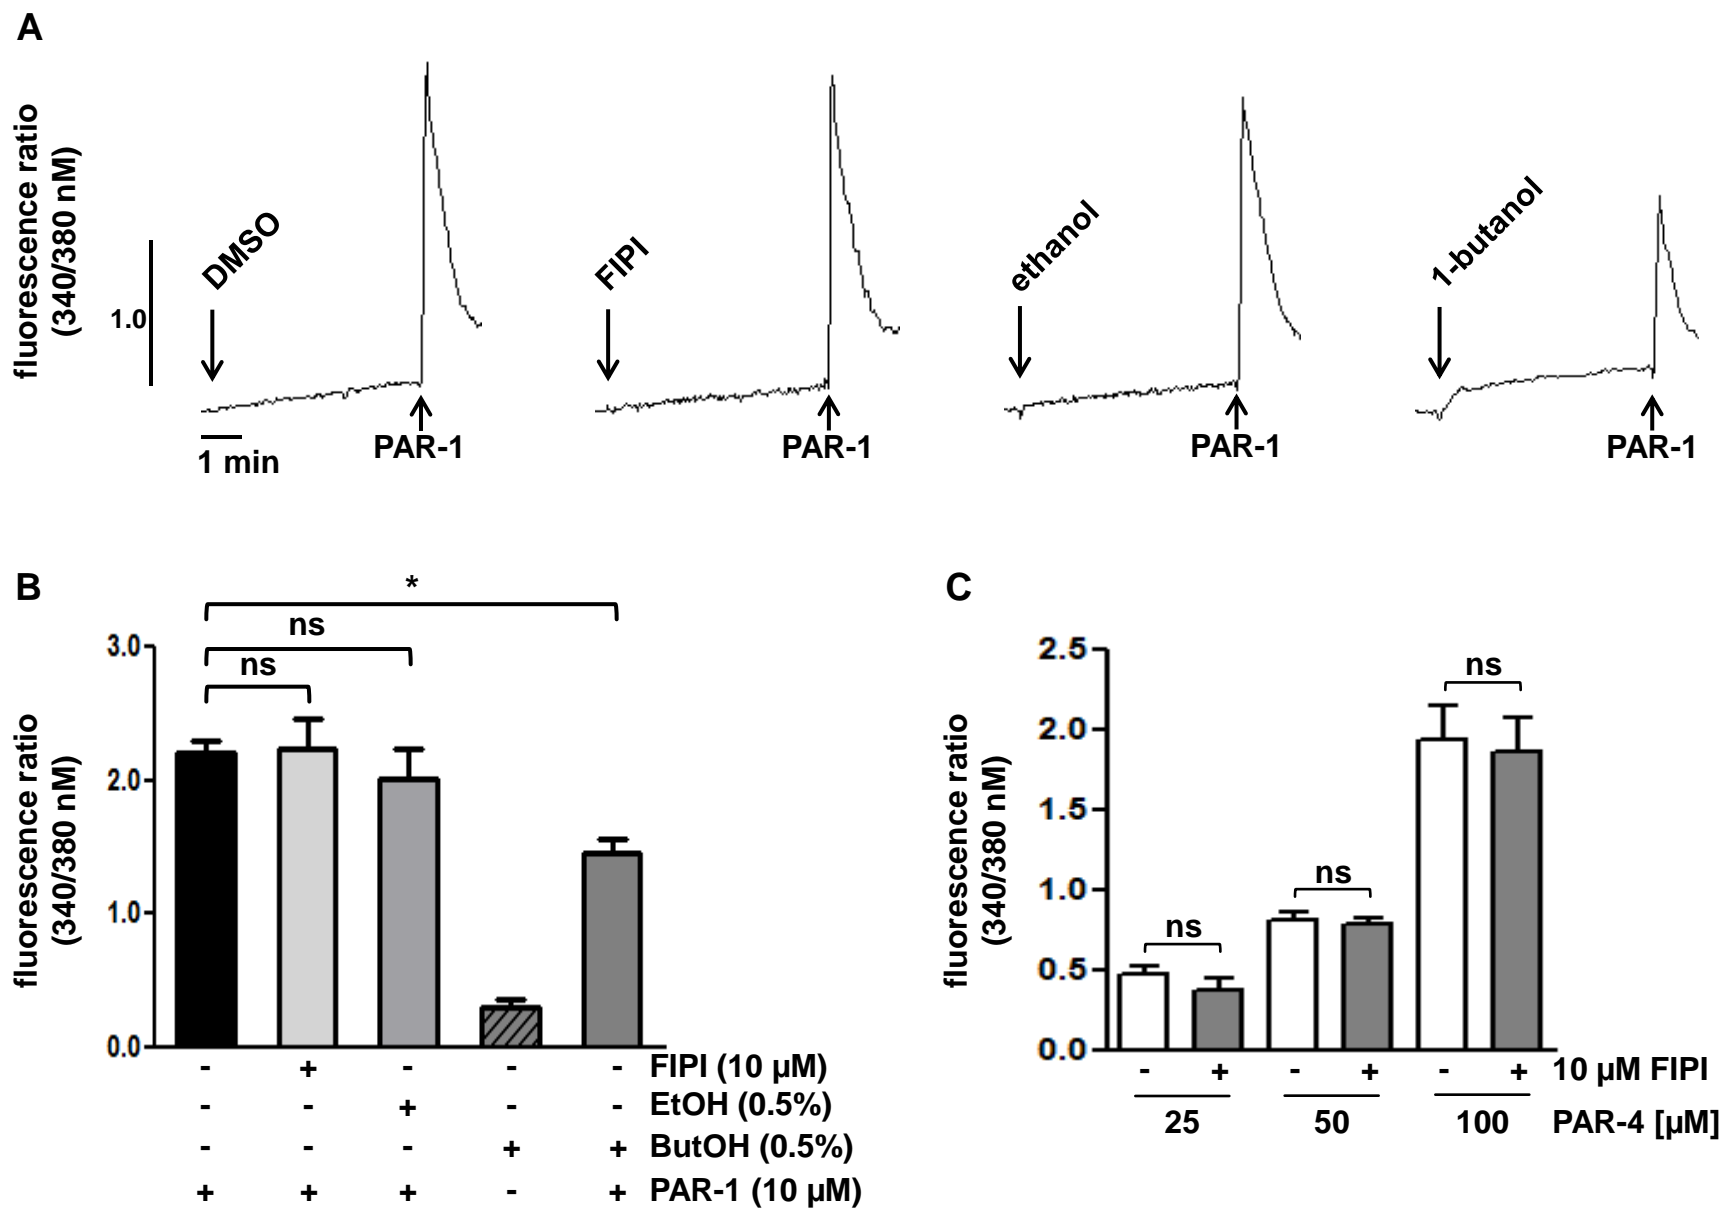 A
fluorescence ratio
(340/380 nM)
1.0
DMSO
FIPI
ethanol
1-butanol
PAR-1
PAR-1
PAR-1
PAR-1
1 min
B
fluorescence ratio
(340/380 nM)
*
ns
ns
3.0
2.0
1.0
0.0
- + - - - FIPI (10 µM)
- - + - - EtOH (0.5%)
- - - + + ButOH (0.5%)
+ + + - + PAR-1 (10 µM)
C
fluorescence ratio
(340/380 nM)
2.5
2.0
1.5
1.0
0.5
0.0
ns
ns
ns
- + - + - + 10 µM FIPI
25 50 100 PAR-4 [µM]